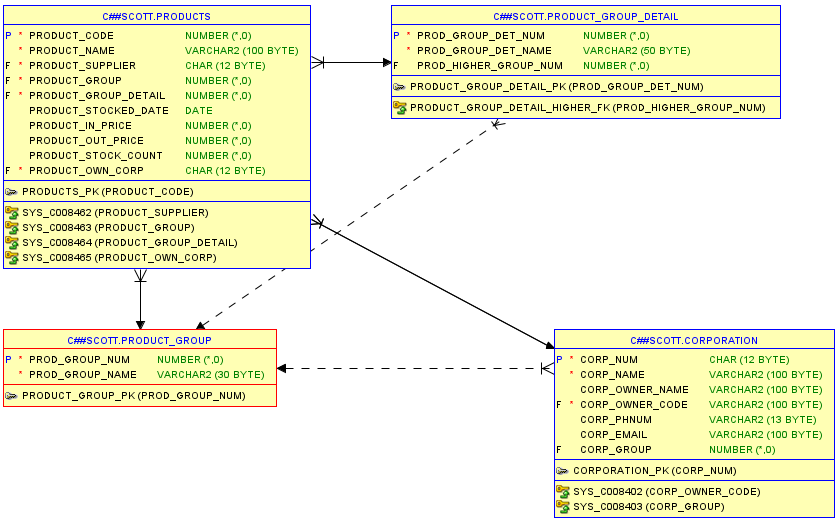 C##SCOTT.PRODUCTS
P * PRODUCT_CODE NUMBER (*,0)
* PRODUCT_NAME VARCHAR2 (100 BYTE)
F * PRODUCT_SUPPLIER CHAR (12 BYTE)
F * PRODUCT_GROUP NUMBER (*,0)
F * PRODUCT_GROUP_DETAIL NUMBER (*,0)
PRODUCT_STOCKED_DATE DATE
PRODUCT_IN_PRICE NUMBER (*,0)
PRODUCT_OUT_PRICE NUMBER (*,0)
PRODUCT_STOCK_COUNT NUMBER (*,0)
F * PRODUCT_OWN_CORP CHAR (12 BYTE)
PRODUCTS_PK (PRODUCT_CODE)
SYS_C008462 (PRODUCT_SUPPLIER)
SYS_C008463 (PRODUCT_GROUP)
SYS_C008464 (PRODUCT_GROUP_DETAIL)
SYS_C008465 (PRODUCT_OWN_CORP)
C##SCOTT.PRODUCT_GROUP_DETAIL
P * PROD_GROUP_DET_NUM NUMBER (*,0)
* PROD_GROUP_DET_NAME VARCHAR2 (50 BYTE)
F PROD_HIGHER_GROUP_NUM NUMBER (*,0)
PRODUCT_GROUP_DETAIL_PK (PROD_GROUP_DET_NUM)
PRODUCT_GROUP_DETAIL_HIGHER_FK (PROD_HIGHER_GROUP_NUM)
C##SCOTT.PRODUCT_GROUP
P * PROD_GROUP_NUM NUMBER (*,0)
* PROD_GROUP_NAME VARCHAR2 (30 BYTE)
PRODUCT_GROUP_PK (PROD_GROUP_NUM)
C##SCOTT.CORPORATION
P * CORP_NUM CHAR (12 BYTE)
* CORP_NAME VARCHAR2 (100 BYTE)
CORP_OWNER_NAME VARCHAR2 (100 BYTE)
F * CORP_OWNER_CODE VARCHAR2 (100 BYTE)
CORP_PHNUM VARCHAR2 (13 BYTE)
CORP_EMAIL VARCHAR2 (100 BYTE)
F CORP_GROUP NUMBER (*,0)
CORPORATION_PK (CORP_NUM)
SYS_C008402 (CORP_OWNER_CODE)
SYS_C008403 (CORP_GROUP)